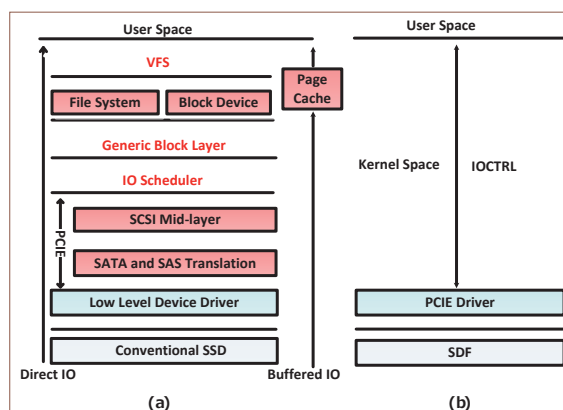 User Space
VFS
File System
Block Device
Page
Cache
Generic Block Layer
IO Scheduler
PCIE
SCSI Mid-layer
SATA and SAS Translation
Low Level Device Driver
Conventional SSD
Direct IO
(a)
Buffered IO
User Space
Kernel Space
IOCTRL
PCIE Driver
SDF
(b)